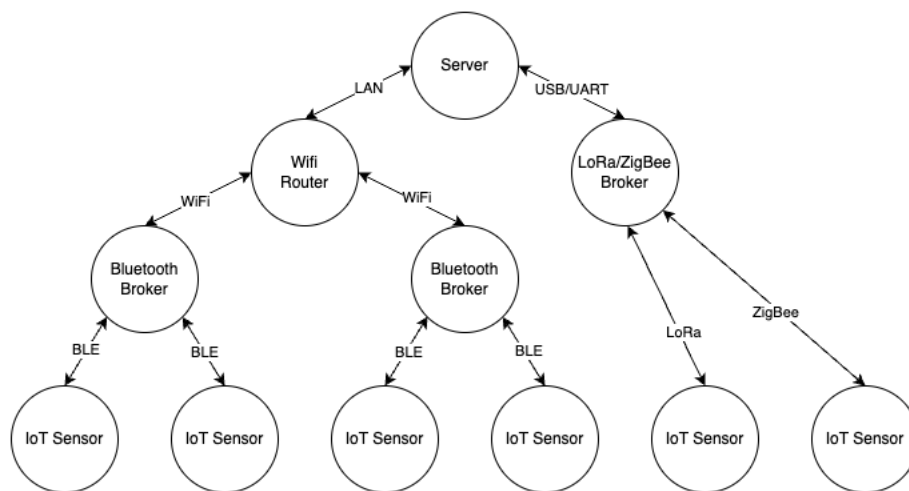 Server
LAN
USB/UART
Wifi
Router
LoRa/ZigBee
Broker
WiFi
WiFi
Bluetooth
Broker
Bluetooth
Broker
LoRa
ZigBee
BLE
BLE
BLE
BLE
IoT Sensor
IoT Sensor
IoT Sensor
IoT Sensor
IoT Sensor
IoT Sensor